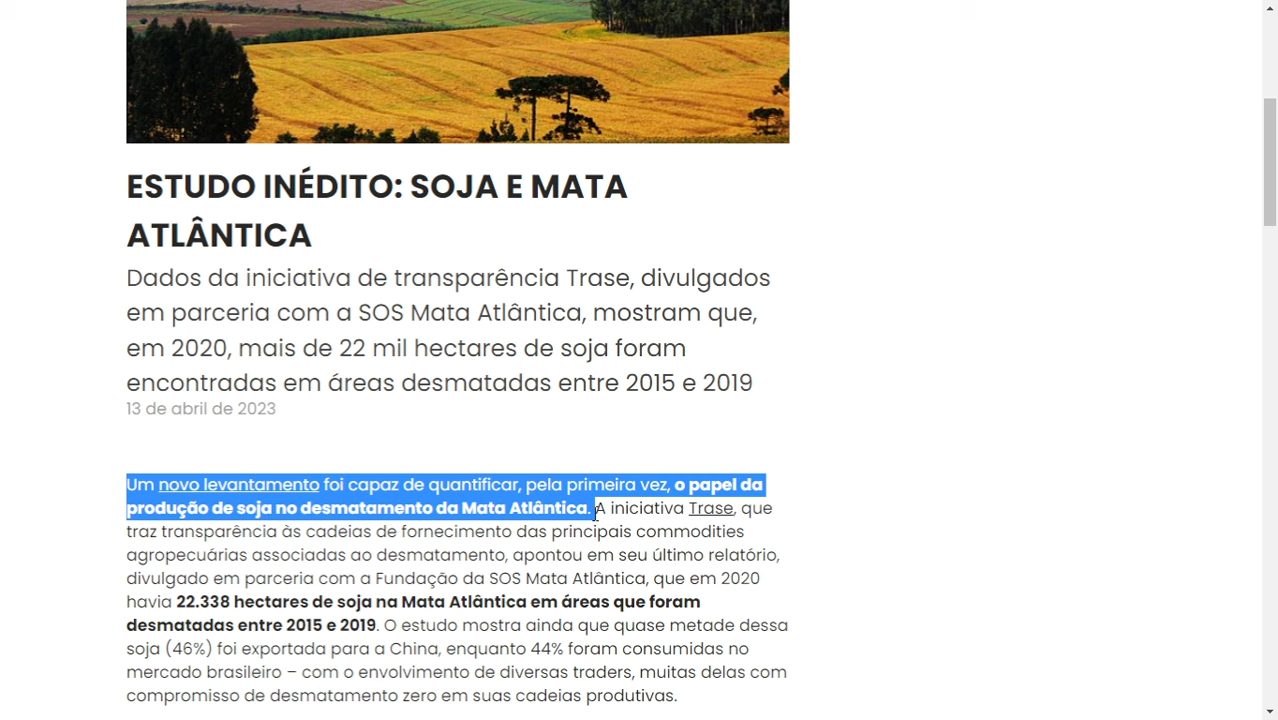 ESTUDO INÉDITO: SOJA E MATA
ATLÂNTICA
Dados da iniciativa de transparência Trase, divulgados
em parceria com a SOS Mata Atlântica, mostram que,
em 2020, mais de 22 mil hectares de soja foram
encontradas em áreas desmatadas entre 2015 e 2019
13 de abril de 2023
Um novo levantamento foi capaz de quantificar, pela primeira vez, o papel da
produção de soja no desmatamento da Mata Atlântica. A iniciativa Trase, que
traz transparência às cadeias de fornecimento das principais commodities
agropecuárias associadas ao desmatamento, apontou em seu último relatório,
divulgado em parceria com a Fundação da SOS Mata Atlântica, que em 2020
havia 22.338 hectares de soja na Mata Atlântica em áreas que foram
desmatadas entre 2015 e 2019. O estudo mostra ainda que quase metade dessa
soja (46%) foi exportada para a China, enquanto 44% foram consumidas no
mercado brasileiro – com o envolvimento de diversas traders, muitas delas com
compromisso de desmatamento zero em suas cadeias produtivas.